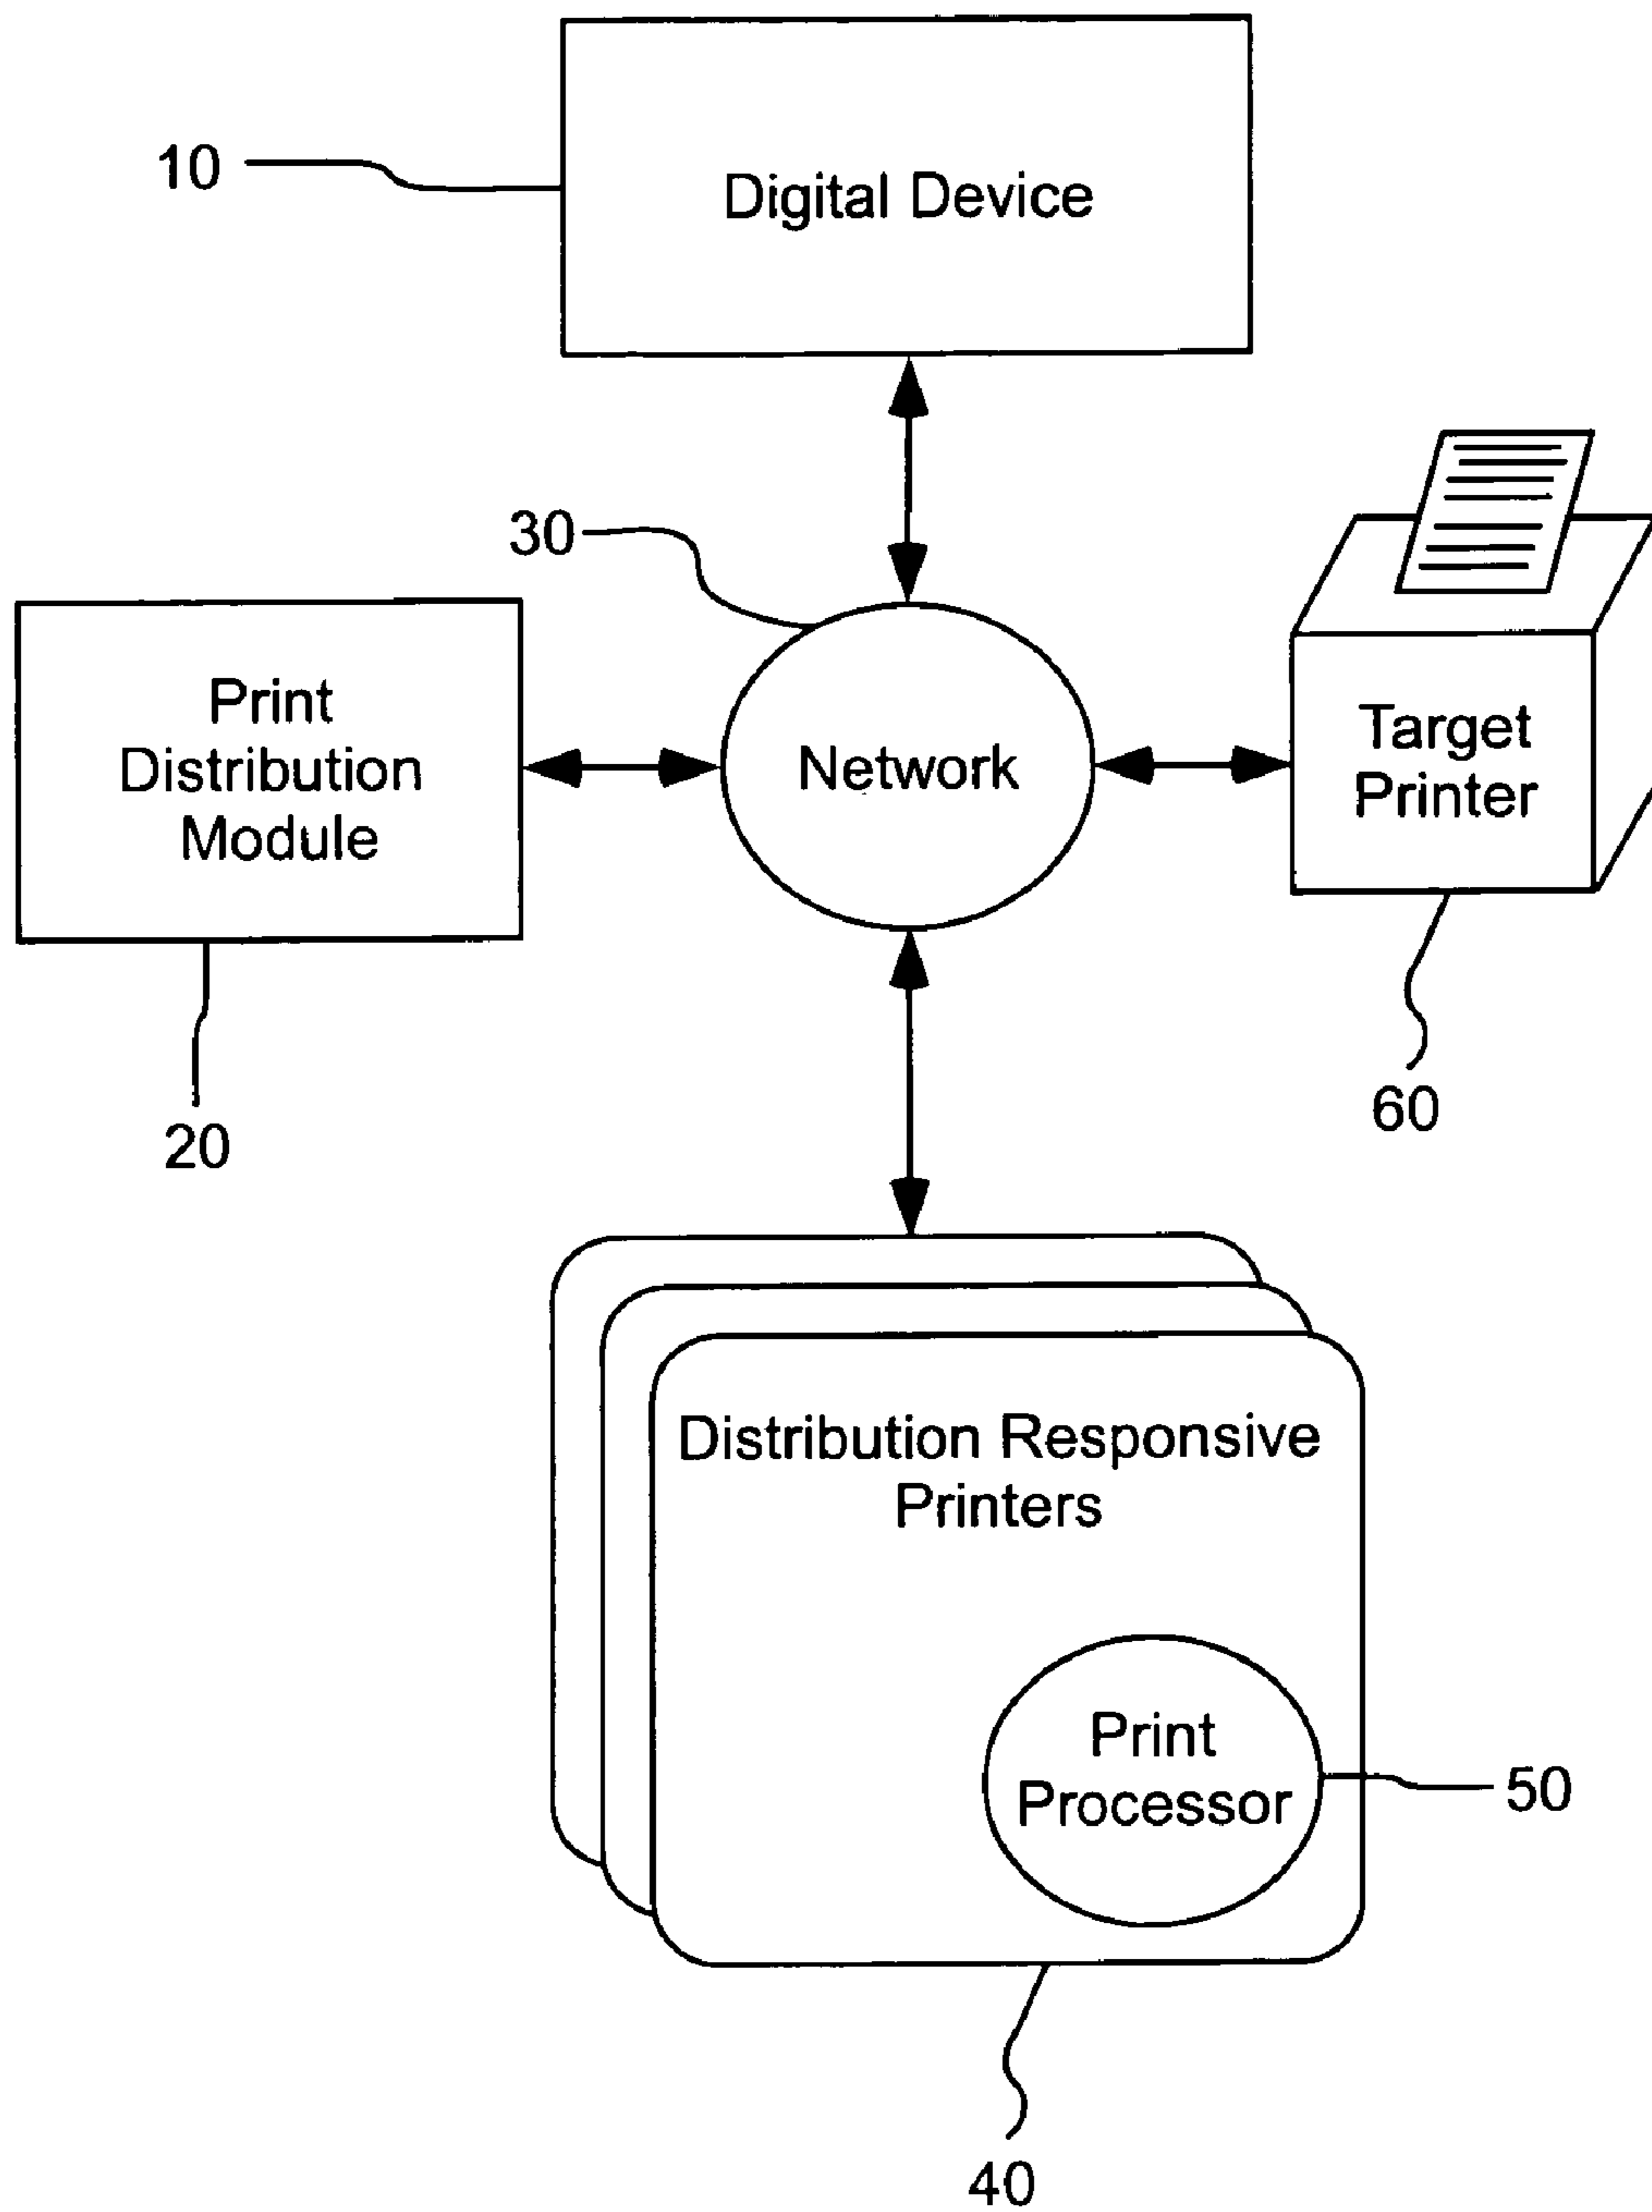 10
Digital Device
30
Print
Distribution
Module
Network
Target
Printer
20
60
Distribution Responsive
Printers
Print
Processor
50
40